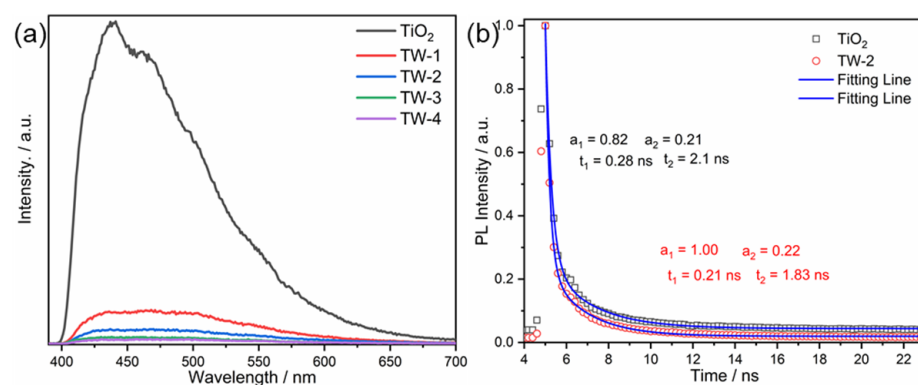 (a)
TiO₂
TW-1
TW-2
TW-3
TW-4
Intensity. / a.u.
400 450 500 550 600 650 700
Wavelength / nm
(b)
1.0
0.8
0.6
0.4
0.2
0.0
PL Intensity / a.u.
TiO₂
TW-2
Fitting Line
Fitting Line
a₁ = 0.82 a₂ = 0.21
t₁ = 0.28 ns t₂ = 2.1 ns
a₁ = 1.00 a₂ = 0.22
t₁ = 0.21 ns t₂ = 1.83 ns
4 6 8 10 12 14 16 18 20 22
Time / ns